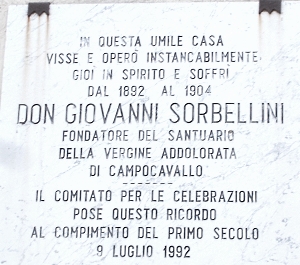 IN QUESTA UMILE CASA
VISSE E OPERÒ INSTANCABILMENTE
GIOÌ IN SPIRITO E SOFFRÌ
DAL 1892 AL 1904
DON GIOVANNI SORBELLINI
FONDATORE DEL SANTUARIO
DELLA VERGINE ADDOLORATA
DI CAMPOCAVALLO
IL COMITATO PER LE CELEBRAZIONI
POSE QUESTO RICORDO
AL COMPIMENTO DEL PRIMO SECOLO
9 LUGLIO 1992